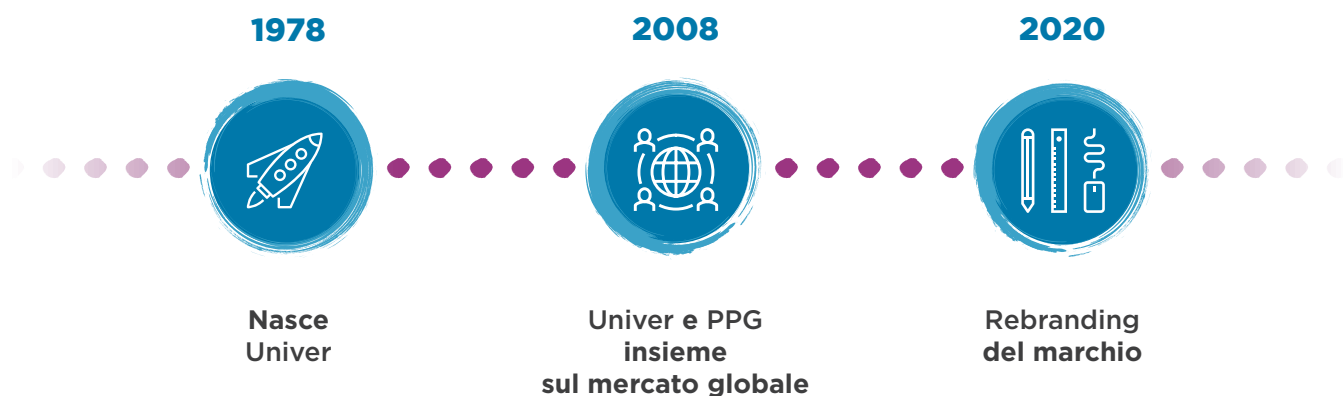 1978
2008
2020
Nasce
Univer
Univer e PPG
insieme
sul mercato globale
Rebranding
del marchio